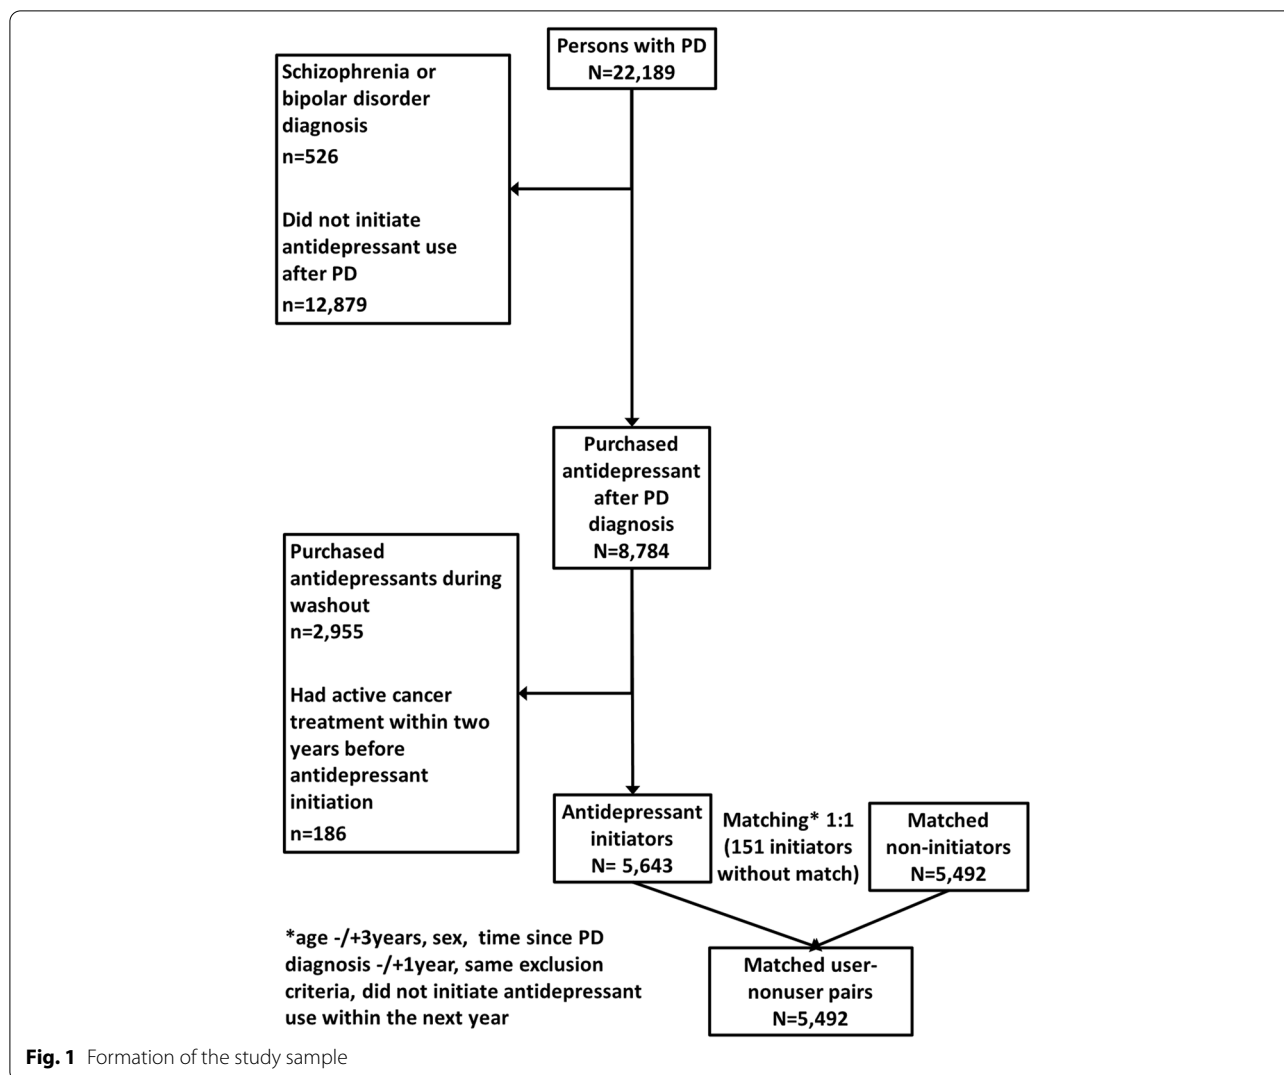 Persons with PD
N=22,189
Schizophrenia or
bipolar disorder
diagnosis
n=526
Did not initiate
antidepressant use
after PD
n=12,879
Purchased
antidepressant
after PD
diagnosis
N=8,784
Purchased
antidepressants during
washout
n=2,955
Had active cancer
treatment within two
years before
antidepressant
initiation
n=186
Antidepressant
initiators
N= 5,643
Matching* 1:1
(151 initiators
without match)
Matched
non-initiators
N=5,492
*age -/+3years, sex, time since PD
diagnosis -/+1year, same exclusion
criteria, did not initiate antidepressant
use within the next year
Matched user-
nonuser pairs
N=5,492
Fig. 1 Formation of the study sample